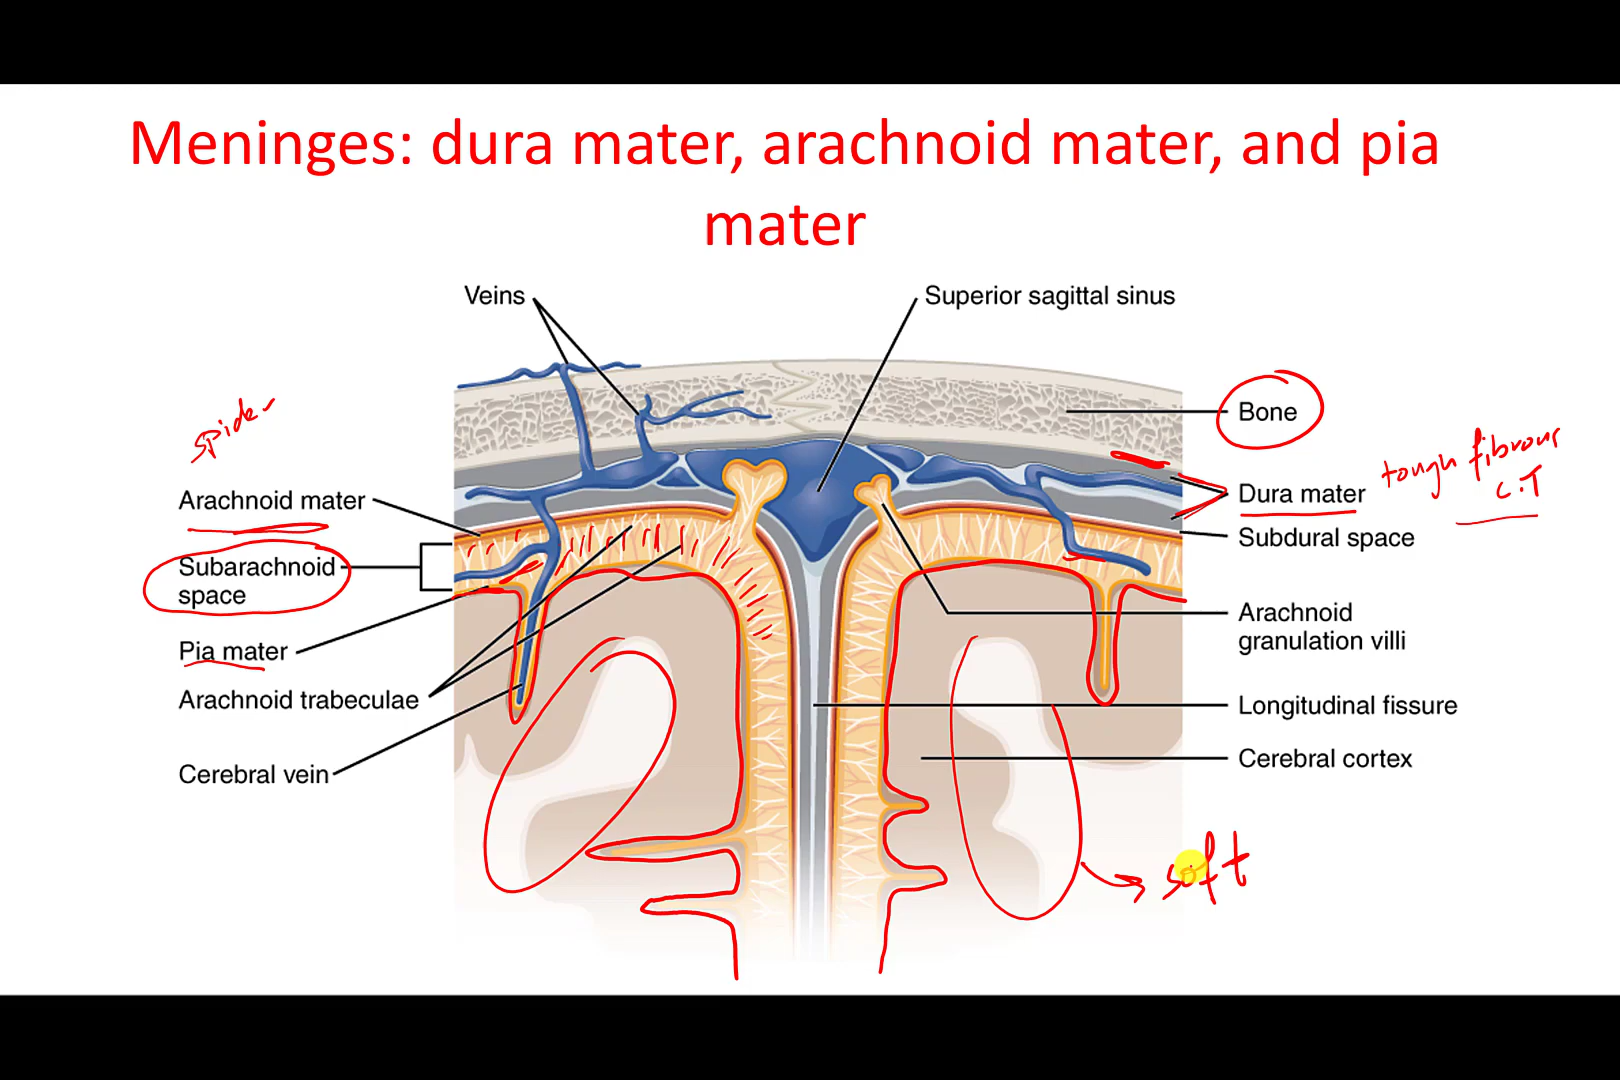 Meninges: dura mater, arachnoid mater, and pia
mater
Veins
Superior sagittal sinus
spider
Bone
Arachnoid mater
Dura mater
tough fibrous
C.T
Subarachnoid
space
Subdural space
Pia mater
Arachnoid
granulation villi
Arachnoid trabeculae
Longitudinal fissure
Cerebral vein
Cerebral cortex
soft